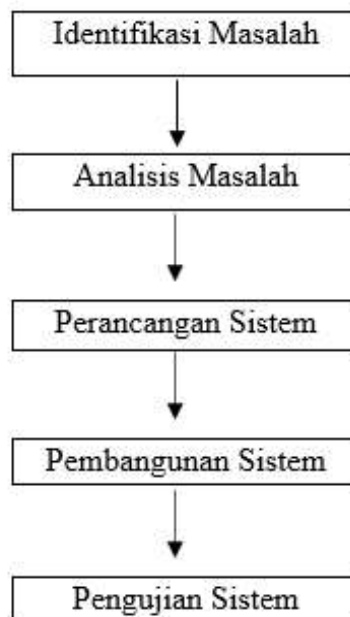 Identifikasi Masalah
Analisis Masalah
Perancangan Sistem
Pembangunan Sistem
Pengujian Sistem